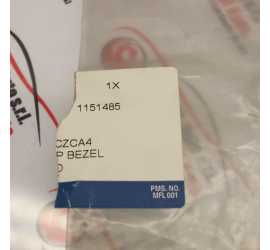 1X
1151485
CZCA4
P BEZEL
PMS. NO.
MFL001
s.r.l.